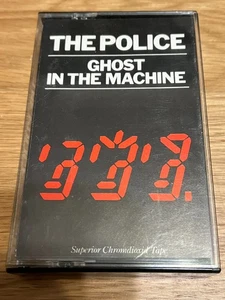 THE POLICE
GHOST
IN THE MACHINE
Superior Chromdioxid Tape